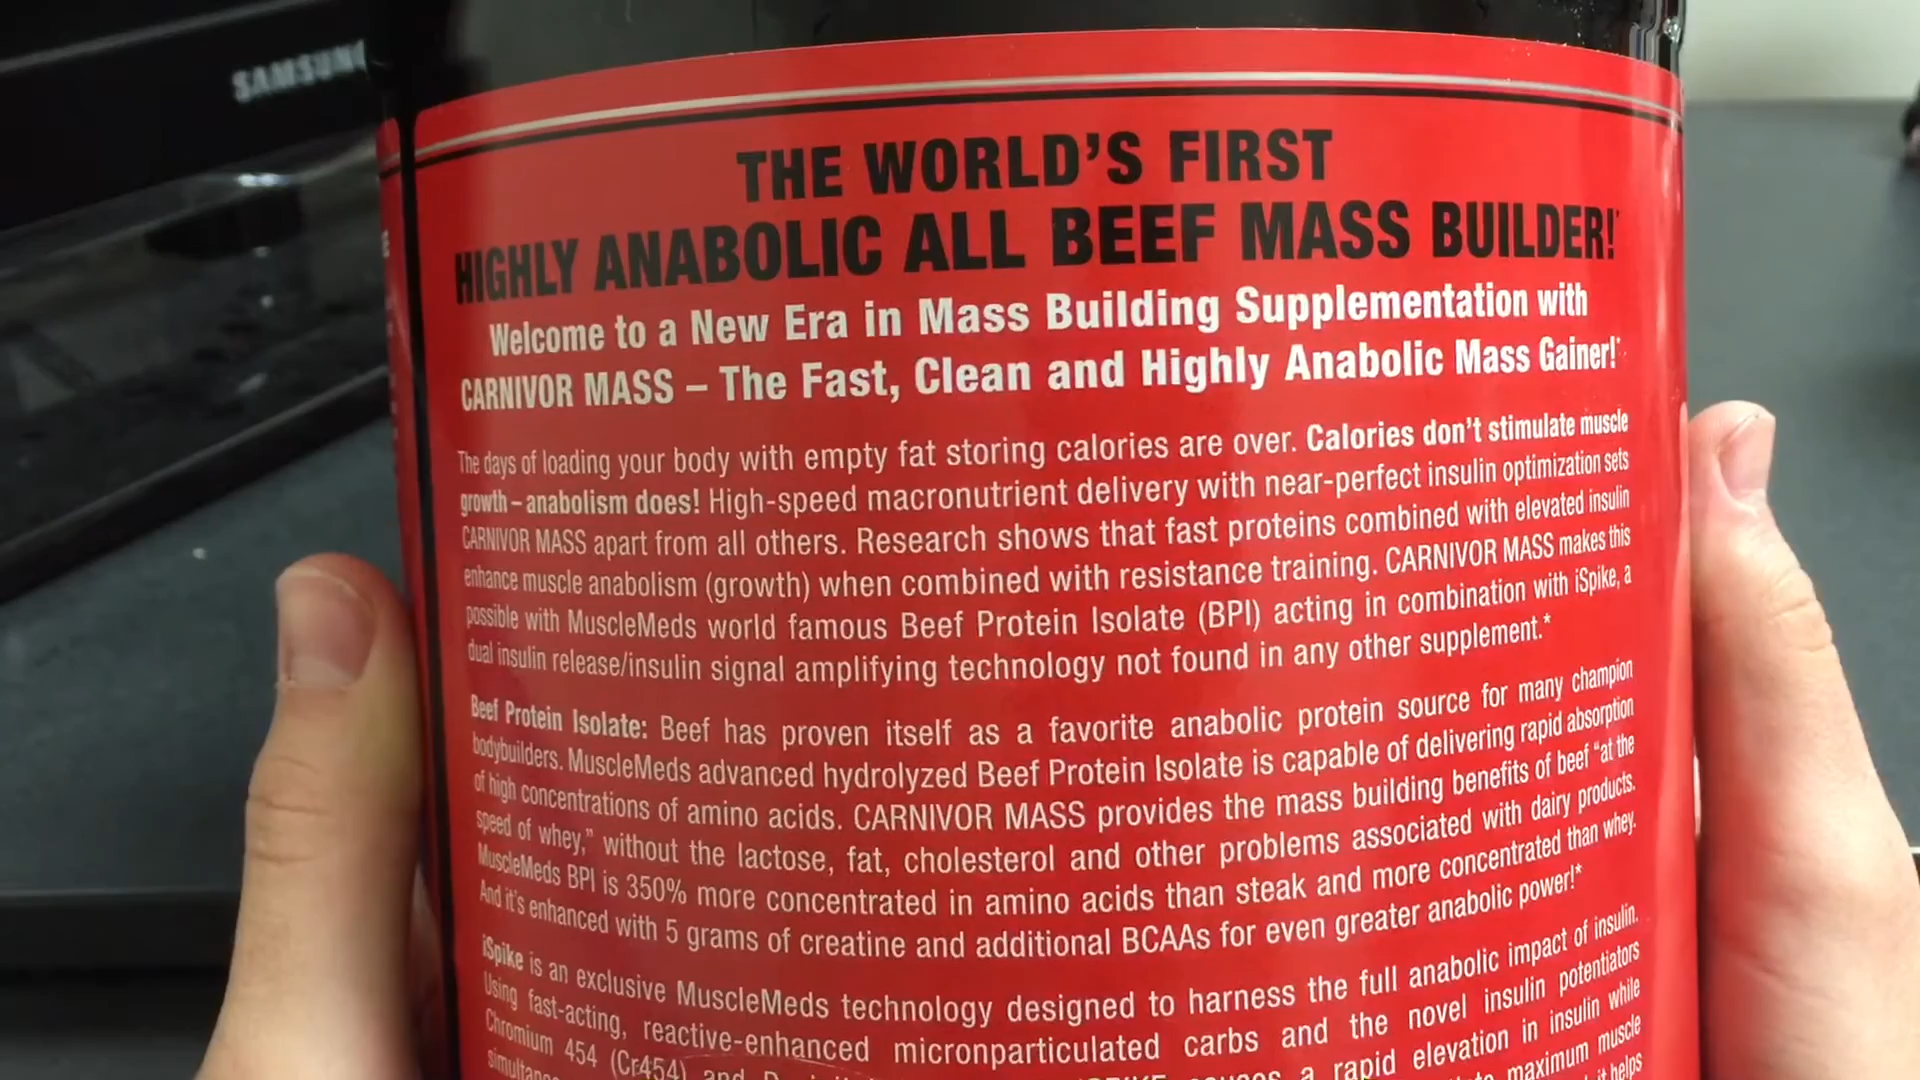 SAMSUNG
THE WORLD'S FIRST
HIGHLY ANABOLIC ALL BEEF MASS BUILDER!*
Welcome to a New Era in Mass Building Supplementation with
CARNIVOR MASS – The Fast, Clean and Highly Anabolic Mass Gainer!*
The days of loading your body with empty fat storing calories are over. Calories don't stimulate muscle
growth – anabolism does! High-speed macronutrient delivery with near-perfect insulin optimization sets
CARNIVOR MASS apart from all others. Research shows that fast proteins combined with elevated insulin
enhance muscle anabolism (growth) when combined with resistance training. CARNIVOR MASS makes this
possible with MuscleMeds world famous Beef Protein Isolate (BPI) acting in combination with iSpike, a
dual insulin release/insulin signal amplifying technology not found in any other supplement.*
Beef Protein Isolate: Beef has proven itself as a favorite anabolic protein source for many champion
bodybuilders. MuscleMeds advanced hydrolyzed Beef Protein Isolate is capable of delivering rapid absorption
of high concentrations of amino acids. CARNIVOR MASS provides the mass building benefits of beef "at the
speed of whey," without the lactose, fat, cholesterol and other problems associated with dairy products.
MuscleMeds BPI is 350% more concentrated in amino acids than steak and more concentrated than whey.
And it's enhanced with 5 grams of creatine and additional BCAAs for even greater anabolic power!*
iSpike is an exclusive MuscleMeds technology designed to harness the full anabolic impact of insulin.
Using fast-acting, reactive-enhanced micronparticulated carbs and the novel insulin potentiators
Chromium 454 (Cr454) and a rapid elevation in insulin while
maximum muscle
it helps